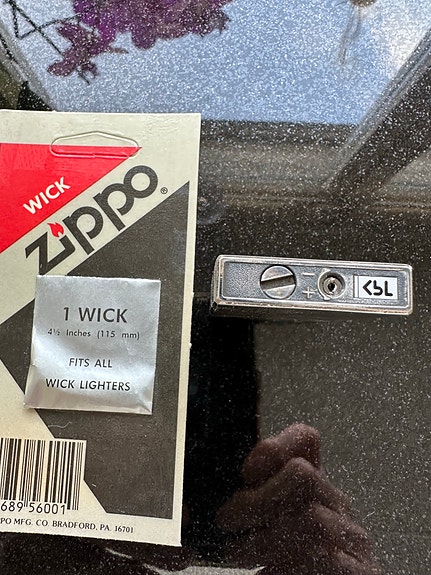 WICK
zippo®
1 WICK
4½ Inches (115 mm)
FITS ALL
WICK LIGHTERS
689 56001
PO MFG. CO. BRADFORD, PA. 16701
−
+